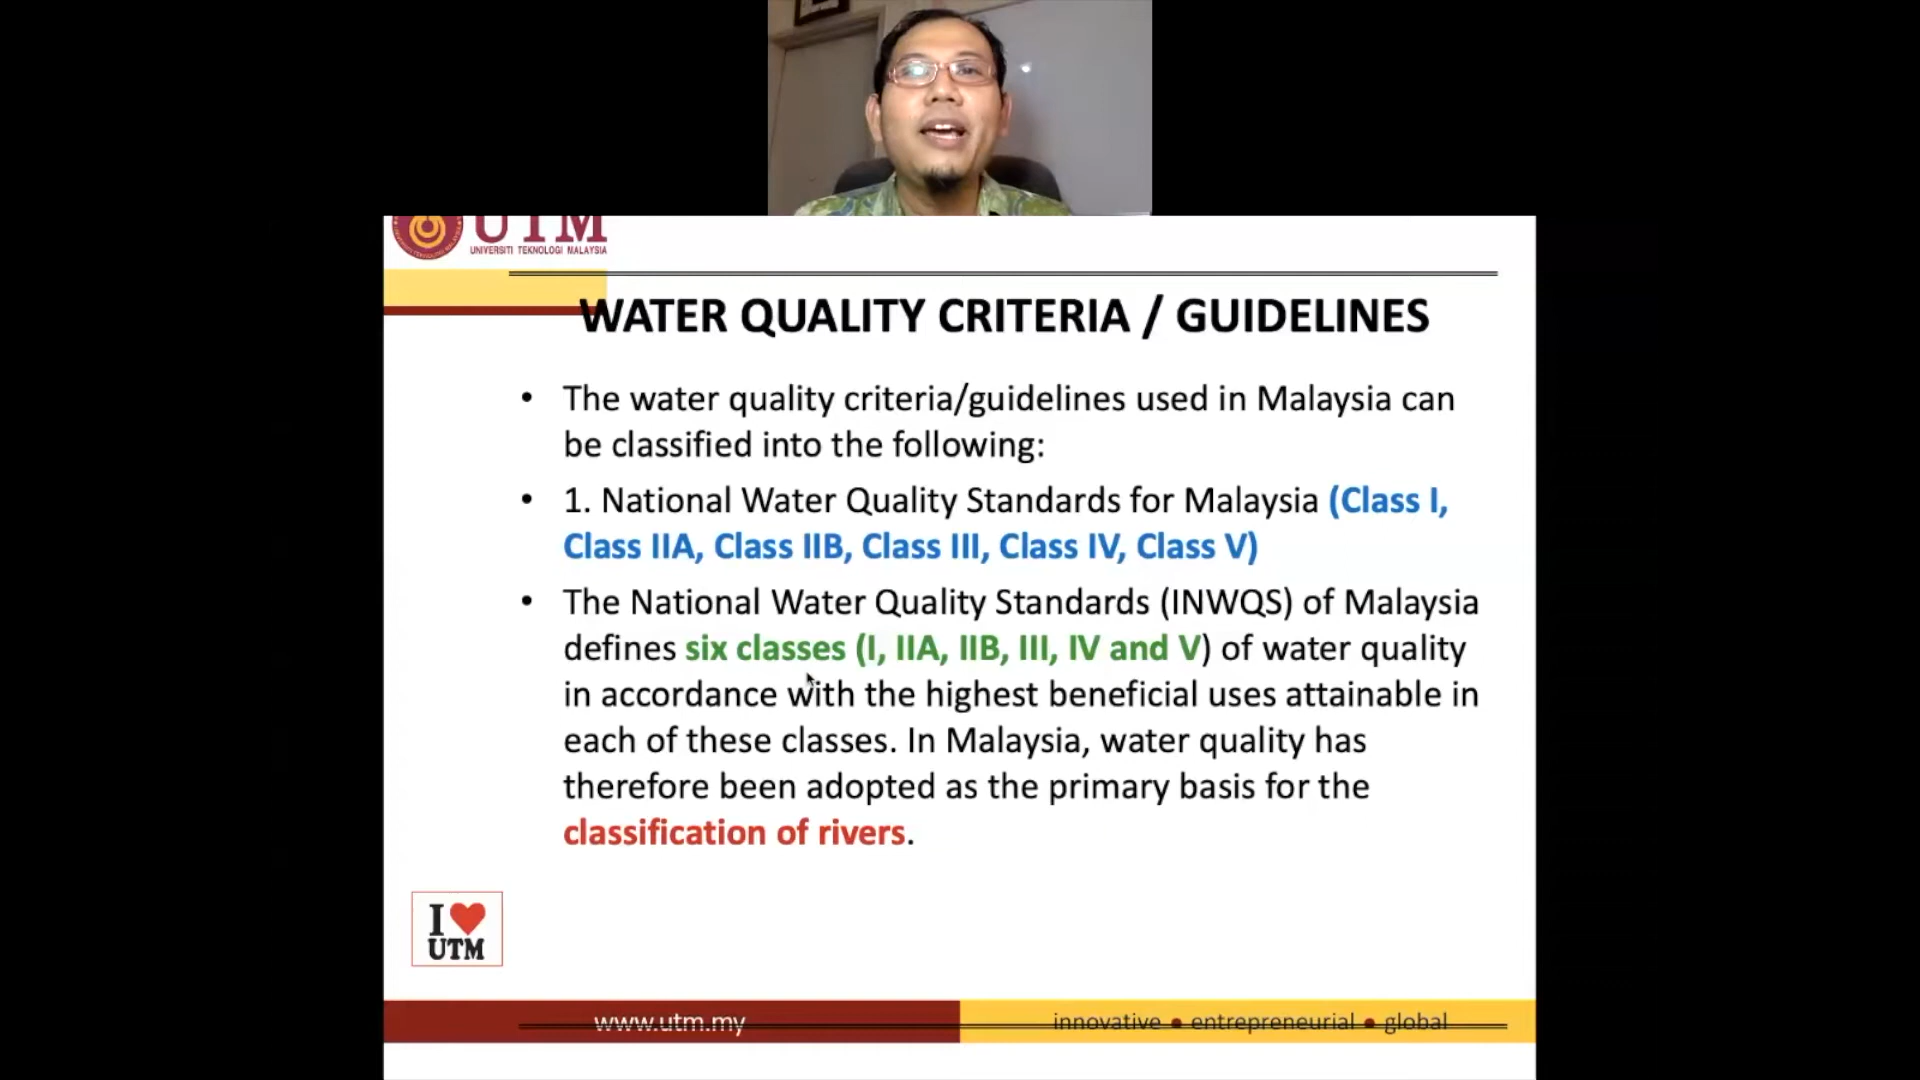 UTM
UNIVERSITI TEKNOLOGI MALAYSIA
WATER QUALITY CRITERIA / GUIDELINES
• The water quality criteria/guidelines used in Malaysia can
be classified into the following:
• 1. National Water Quality Standards for Malaysia (Class I,
Class IIA, Class IIB, Class III, Class IV, Class V)
• The National Water Quality Standards (INWQS) of Malaysia
defines six classes (I, IIA, IIB, III, IV and V) of water quality
in accordance with the highest beneficial uses attainable in
each of these classes. In Malaysia, water quality has
therefore been adopted as the primary basis for the
classification of rivers.
I ♥
UTM
www.utm.my
innovative ● entrepreneurial ● global